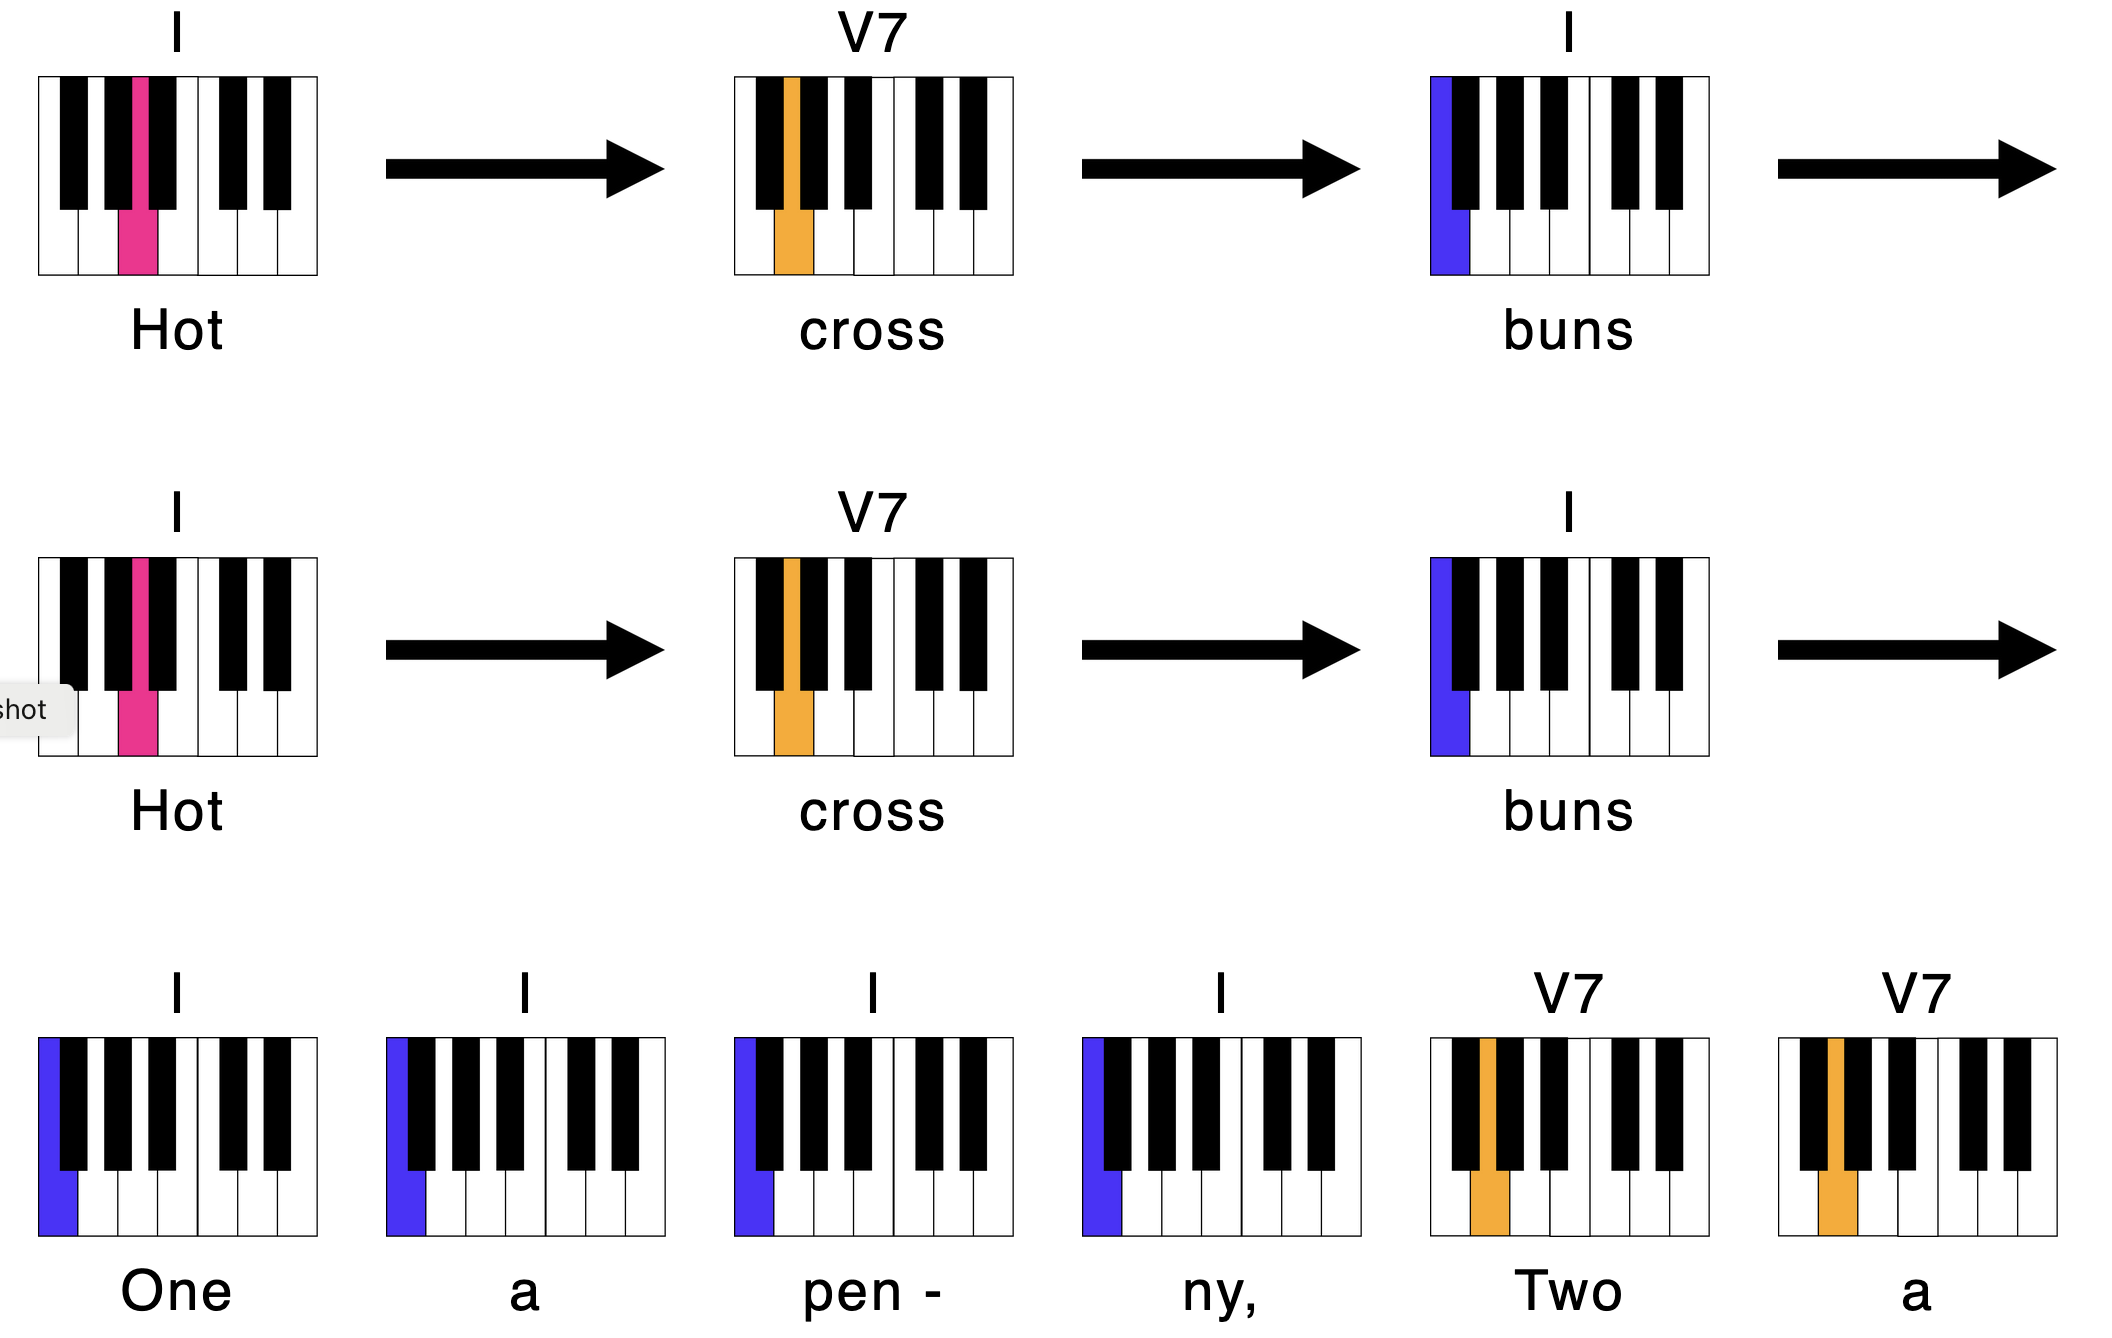 I V7 I
Hot cross buns
I V7 I
shot
Hot cross buns
I I I I V7 V7
One a pen - ny, Two a